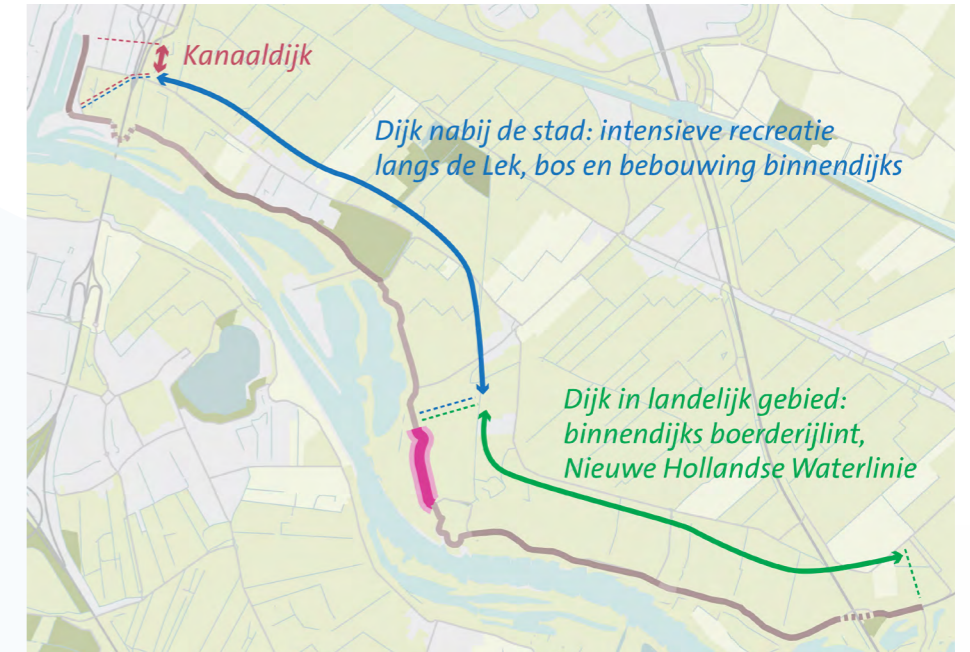 Kanaaldijk
Dijk nabij de stad: intensieve recreatie
langs de Lek, bos en bebouwing binnendijks
Dijk in landelijk gebied:
binnendijks boerderijlint,
Nieuwe Hollandse Waterlinie